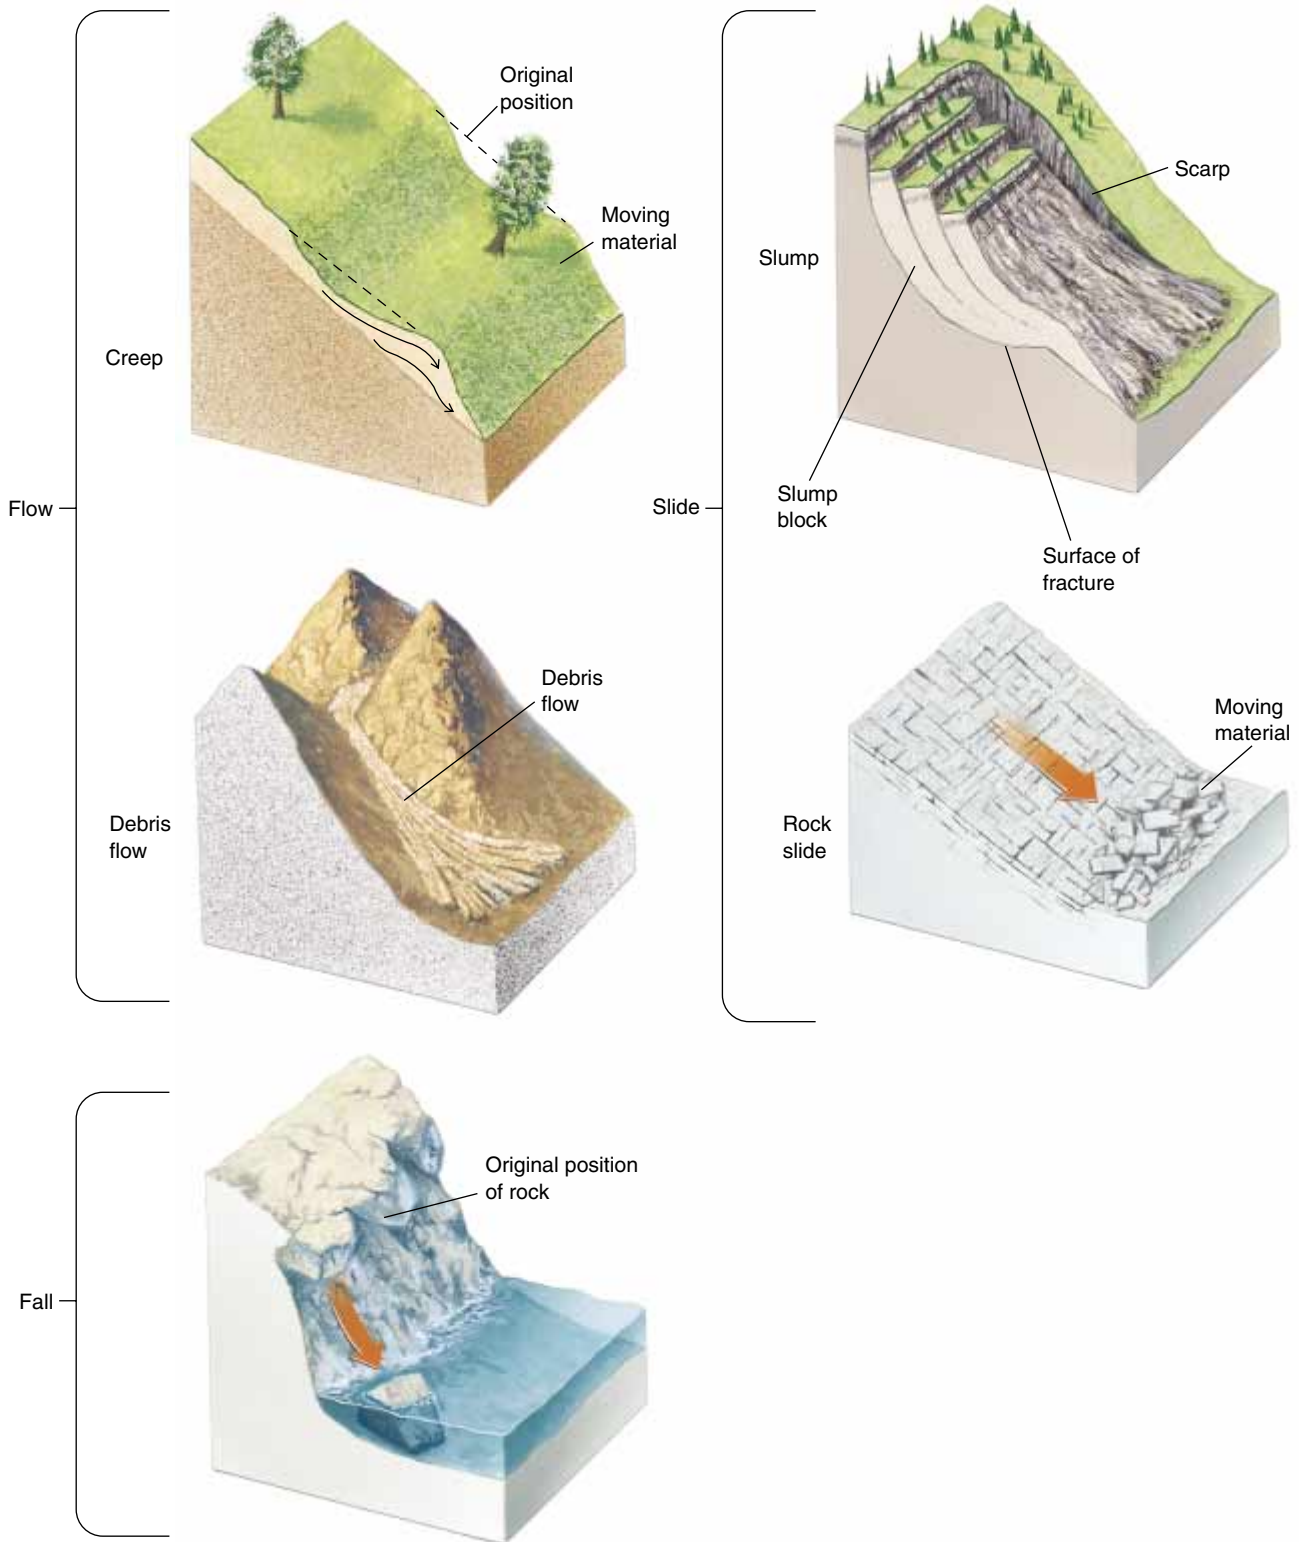 Flow
Creep
Original
position
Moving
material
Debris
flow
Debris
flow
Slide
Slump
Scarp
Slump
block
Surface of
fracture
Rock
slide
Moving
material
Fall
Original position
of rock